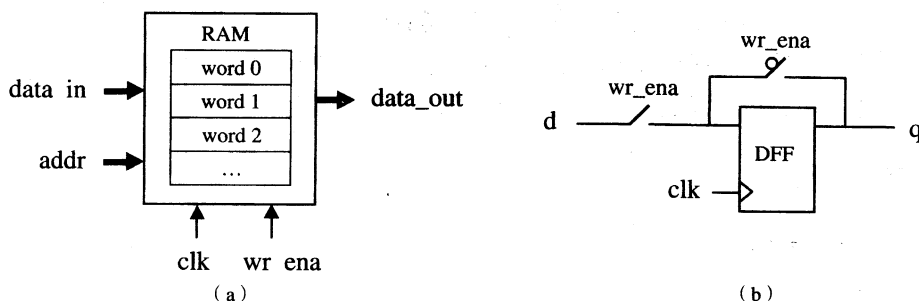 RAM
word 0
word 1
word 2
...
data in
addr
data_out
clk
wr ena
(a)
wr_ena
wr_ena
d
DFF
q
clk
(b)